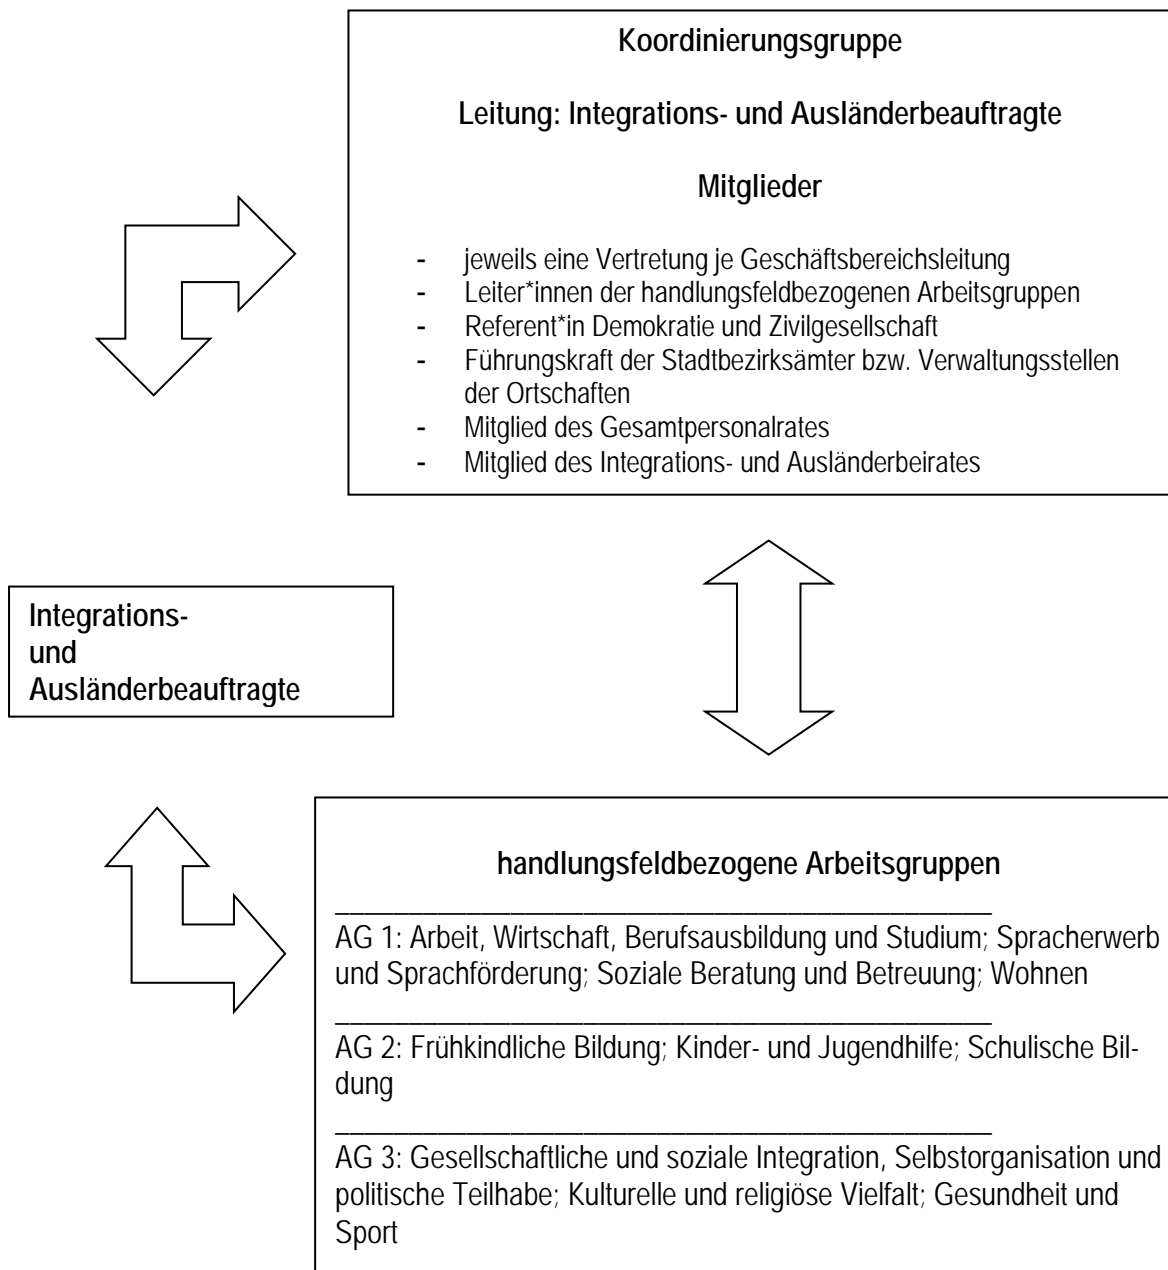 Koordinierungsgruppe
Leitung: Integrations- und Ausländerbeauftragte
Mitglieder
- jeweils eine Vertretung je Geschäftsbereichsleitung
- Leiter*innen der handlungsfeldbezogenen Arbeitsgruppen
- Referent*in Demokratie und Zivilgesellschaft
- Führungskraft der Stadtbezirksämter bzw. Verwaltungsstellen
der Ortschaften
- Mitglied des Gesamtpersonalrates
- Mitglied des Integrations- und Ausländerbeirates
Integrations-
und
Ausländerbeauftragte
handlungsfeldbezogene Arbeitsgruppen
AG 1: Arbeit, Wirtschaft, Berufsausbildung und Studium; Spracherwerb
und Sprachförderung; Soziale Beratung und Betreuung; Wohnen
AG 2: Frühkindliche Bildung; Kinder- und Jugendhilfe; Schulische Bil-
dung
AG 3: Gesellschaftliche und soziale Integration, Selbstorganisation und
politische Teilhabe; Kulturelle und religiöse Vielfalt; Gesundheit und
Sport